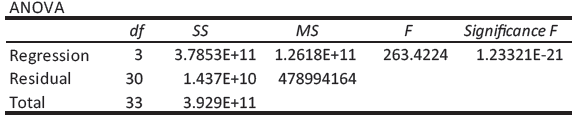 ANOVA
df SS MS F Significance F
Regression 3 3.7853E+11 1.2618E+11 263.4224 1.23321E-21
Residual 30 1.437E+10 478994164
Total 33 3.929E+11